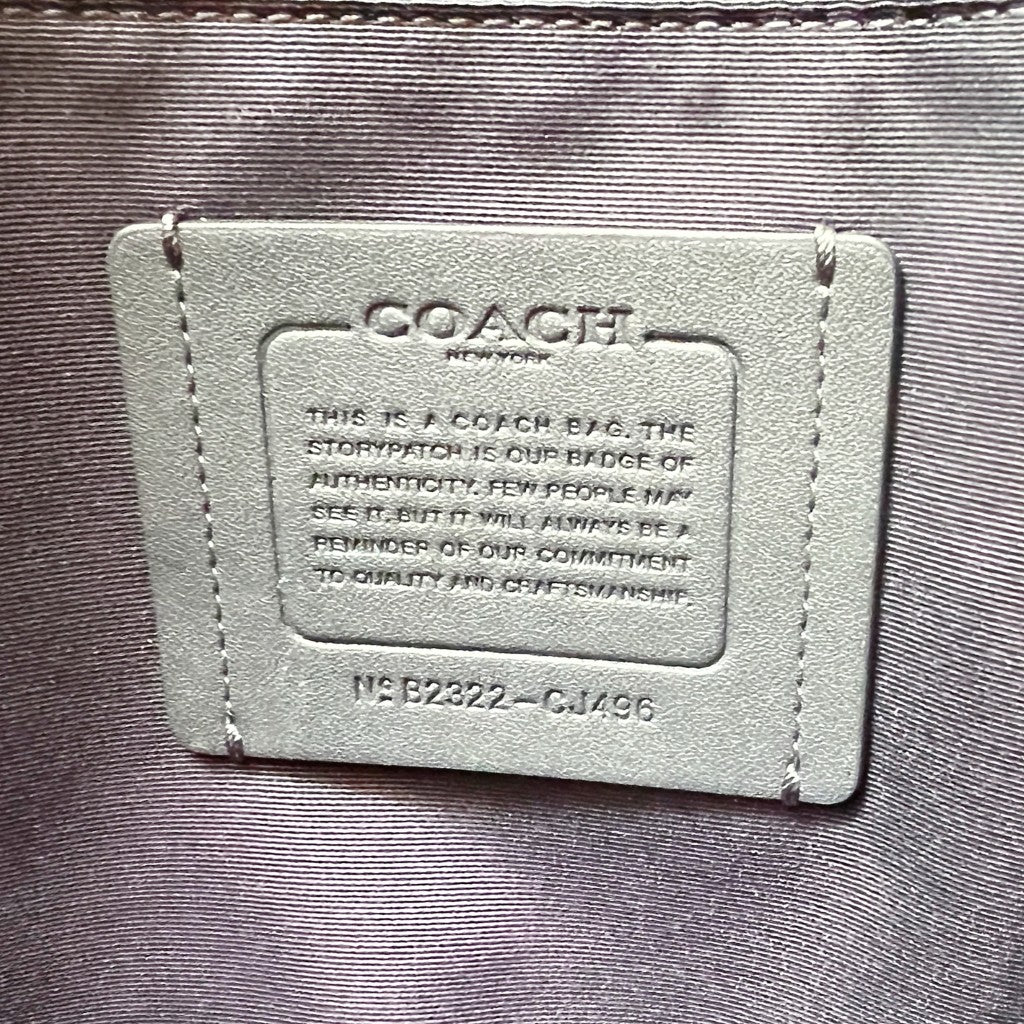 COACH
NEW YORK
THIS IS A COACH BAG. THE
STORYPATCH IS OUR BADGE OF
AUTHENTICITY. FEW PEOPLE MAY
SEE IT, BUT IT WILL ALWAYS BE A
REMINDER OF OUR COMMITMENT
TO QUALITY AND CRAFTSMANSHIP.
Nº B2322-CJ496